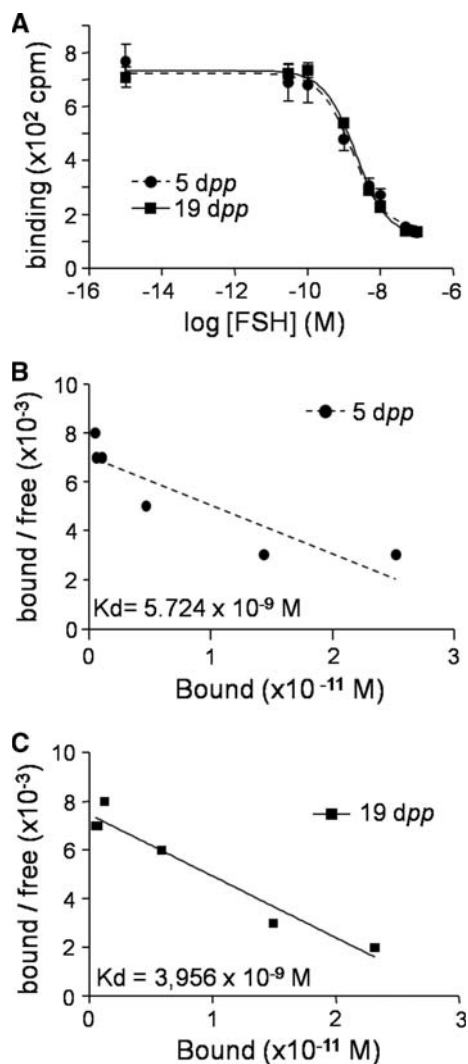 A
binding (x10² cpm)
10
8
6
4
2
0
5 dpp
19 dpp
-16 -14 -12 -10 -8 -6
log [FSH] (M)
B
bound / free (x10⁻³)
10
8
6
4
2
0
5 dpp
Kd= 5.724 x 10⁻⁹ M
0 1 2 3
Bound (x10⁻¹¹ M)
C
bound / free (x10⁻³)
10
8
6
4
2
0
19 dpp
Kd = 3,956 x 10⁻⁹ M
0 1 2 3
Bound (x10⁻¹¹ M)